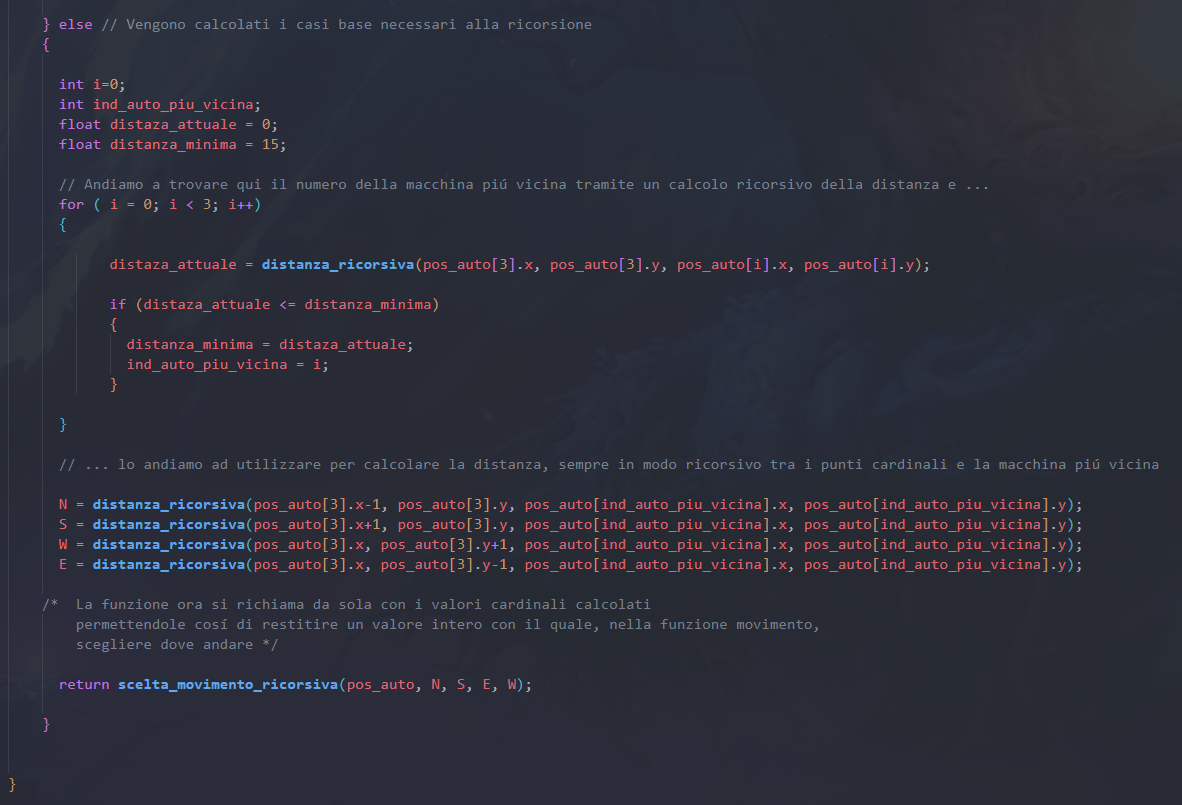 } else // Vengono calcolati i casi base necessari alla ricorsione
{
int i=0;
int ind_auto_piu_vicina;
float distaza_attuale = 0;
float distanza_minima = 15;
// Andiamo a trovare qui il numero della macchina piú vicina tramite un calcolo ricorsivo della distanza e ...
for ( i = 0; i < 3; i++)
{
distaza_attuale = distanza_ricorsiva(pos_auto[3].x, pos_auto[3].y, pos_auto[i].x, pos_auto[i].y);
if (distaza_attuale <= distanza_minima)
{
distanza_minima = distaza_attuale;
ind_auto_piu_vicina = i;
}
}
// ... lo andiamo ad utilizzare per calcolare la distanza, sempre in modo ricorsivo tra i punti cardinali e la macchina piú vicina
N = distanza_ricorsiva(pos_auto[3].x-1, pos_auto[3].y, pos_auto[ind_auto_piu_vicina].x, pos_auto[ind_auto_piu_vicina].y);
S = distanza_ricorsiva(pos_auto[3].x+1, pos_auto[3].y, pos_auto[ind_auto_piu_vicina].x, pos_auto[ind_auto_piu_vicina].y);
W = distanza_ricorsiva(pos_auto[3].x, pos_auto[3].y+1, pos_auto[ind_auto_piu_vicina].x, pos_auto[ind_auto_piu_vicina].y);
E = distanza_ricorsiva(pos_auto[3].x, pos_auto[3].y-1, pos_auto[ind_auto_piu_vicina].x, pos_auto[ind_auto_piu_vicina].y);
/* La funzione ora si richiama da sola con i valori cardinali calcolati
permettendole cosí di restitire un valore intero con il quale, nella funzione movimento,
scegliere dove andare */
return scelta_movimento_ricorsiva(pos_auto, N, S, E, W);
}
}